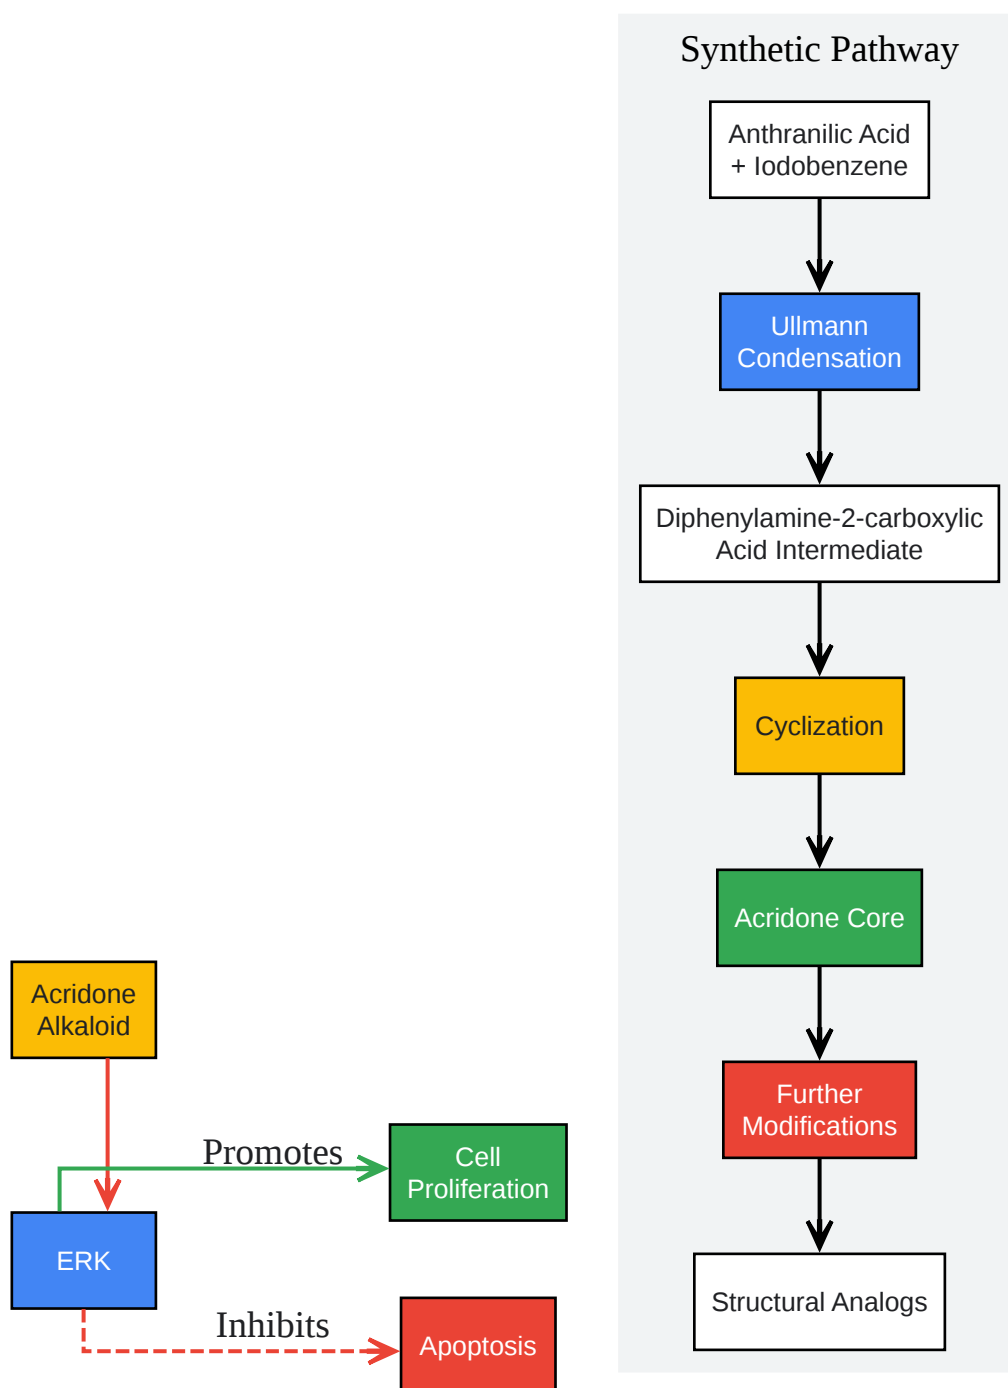 Synthetic Pathway
Anthranilic Acid
+ Iodobenzene
Ullmann
Condensation
Diphenylamine-2-carboxylic
Acid Intermediate
Cyclization
Acridone Core
Further
Modifications
Structural Analogs
Acridone
Alkaloid
Promotes
Cell
Proliferation
ERK
Inhibits
Apoptosis